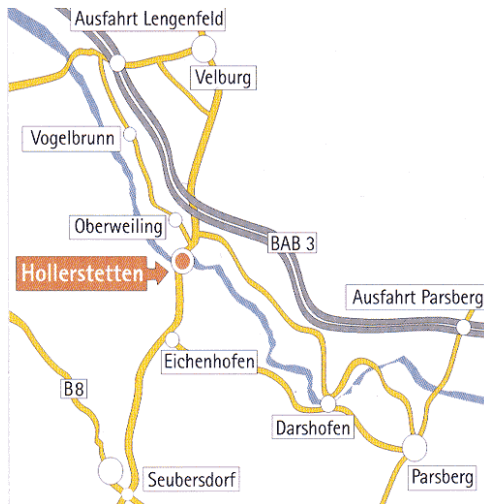 Ausfahrt Lengenfeld
Velburg
Vogelbrunn
Oberweiling
BAB 3
Hollerstetten
Ausfahrt Parsberg
Eichenhofen
B8
Darshofen
Seubersdorf
Parsberg